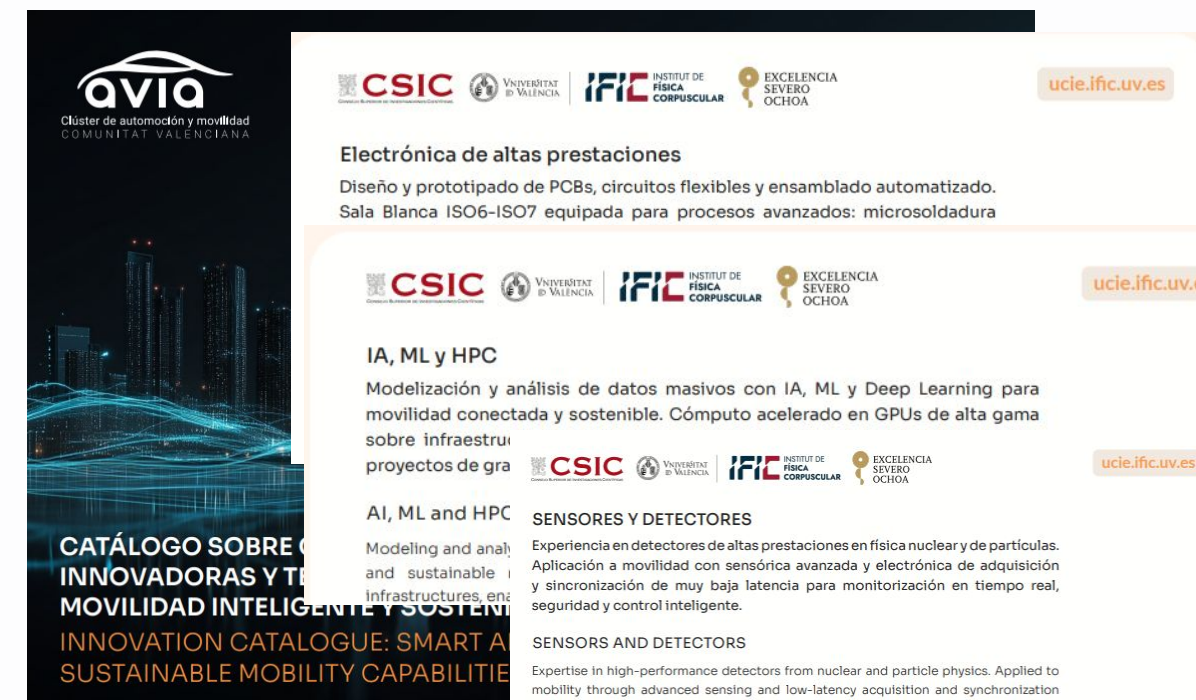 avia
Clúster de automoción y movilidad
COMUNITAT VALENCIANA
CATÁLOGO SOBRE
INNOVADORAS Y
MOVILIDAD INTELIGENTE Y
INNOVATION CATALOGUE: SMART
SUSTAINABLE MOBILITY
CSIC
VNIVERSITAT
D VALÈNCIA
IFIC
INSTITUT DE
FÍSICA
CORPUSCULAR
EXCELENCIA
SEVERO
OCHOA
ucie.ific.uv.es
Electrónica de altas prestaciones
Diseño y prototipado de PCBs, circuitos flexibles y ensamblado automatizado.
Sala Blanca ISO6-ISO7 equipada para procesos avanzados: microsoldadura
CSIC
VNIVERSITAT
D VALÈNCIA
IFIC
INSTITUT DE
FÍSICA
CORPUSCULAR
EXCELENCIA
SEVERO
OCHOA
ucie.ific.uv.
IA, ML y HPC
Modelización y análisis de datos masivos con IA, ML y Deep Learning para
movilidad conectada y sostenible. Cómputo acelerado en GPUs de alta gama
sobre
proyectos de
AI, ML and HPC
Modeling and
and sustainable
infrastructures,
CSIC
VNIVERSITAT
D VALÈNCIA
IFIC
INSTITUT DE
FÍSICA
CORPUSCULAR
EXCELENCIA
SEVERO
OCHOA
ucie.ific.uv.es
SENSORES Y DETECTORES
Experiencia en detectores de altas prestaciones en física nuclear y de partículas.
Aplicación a movilidad con sensórica avanzada y electrónica de adquisición
y sincronización de muy baja latencia para monitorización en tiempo real,
seguridad y control inteligente.
SENSORS AND DETECTORS
Expertise in high-performance detectors from nuclear and particle physics. Applied to
mobility through advanced sensing and low-latency acquisition and synchronization